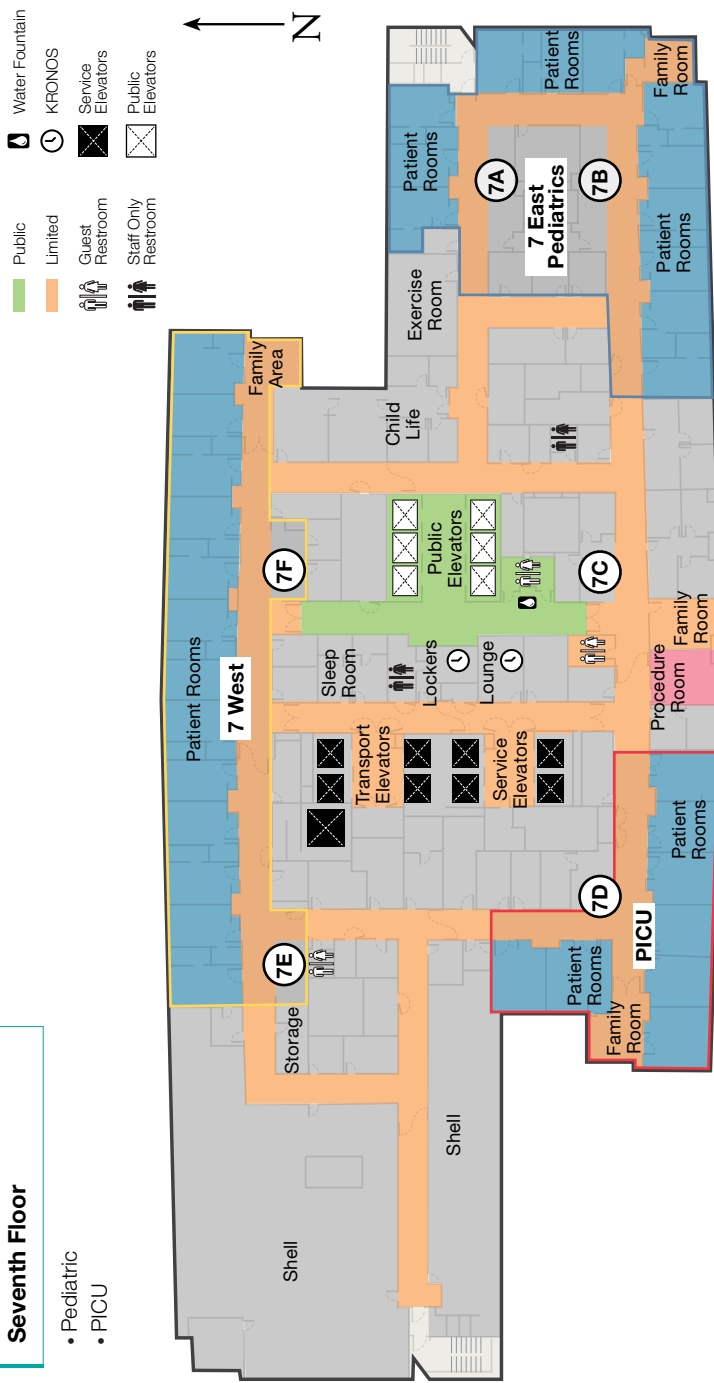 Seventh Floor
• Pediatric
• PICU
Public
Limited
Guest
Restroom
Staff Only
Restroom
Water Fountain
KRONOS
Service
Elevators
Public
Elevators
N
Shell
Shell
Storage
7E
Patient Rooms
7 West
7F
Family
Area
Sleep
Room
Transport
Elevators
Lockers
Lounge
Service
Elevators
Public
Elevators
Child
Life
Exercise
Room
Patient
Rooms
Patient
Rooms
Family
Room
7A
7 East
Pediatrics
7B
Patient
Rooms
7C
Family
Room
Procedure
Room
7D
PICU
Patient
Rooms
Family
Room
Patient
Rooms